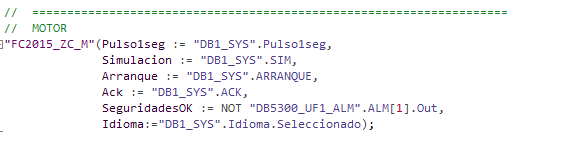 // ====================================================================
// MOTOR
"FC2015_ZC_M"(Pulso1seg := "DB1_SYS".Pulso1seg,
Simulacion := "DB1_SYS".SIM,
Arranque := "DB1_SYS".ARRANQUE,
Ack := "DB1_SYS".ACK,
SeguridadesOK := NOT "DB5300_UF1_ALM".ALM[1].Out,
Idioma:="DB1_SYS".Idioma.Seleccionado);